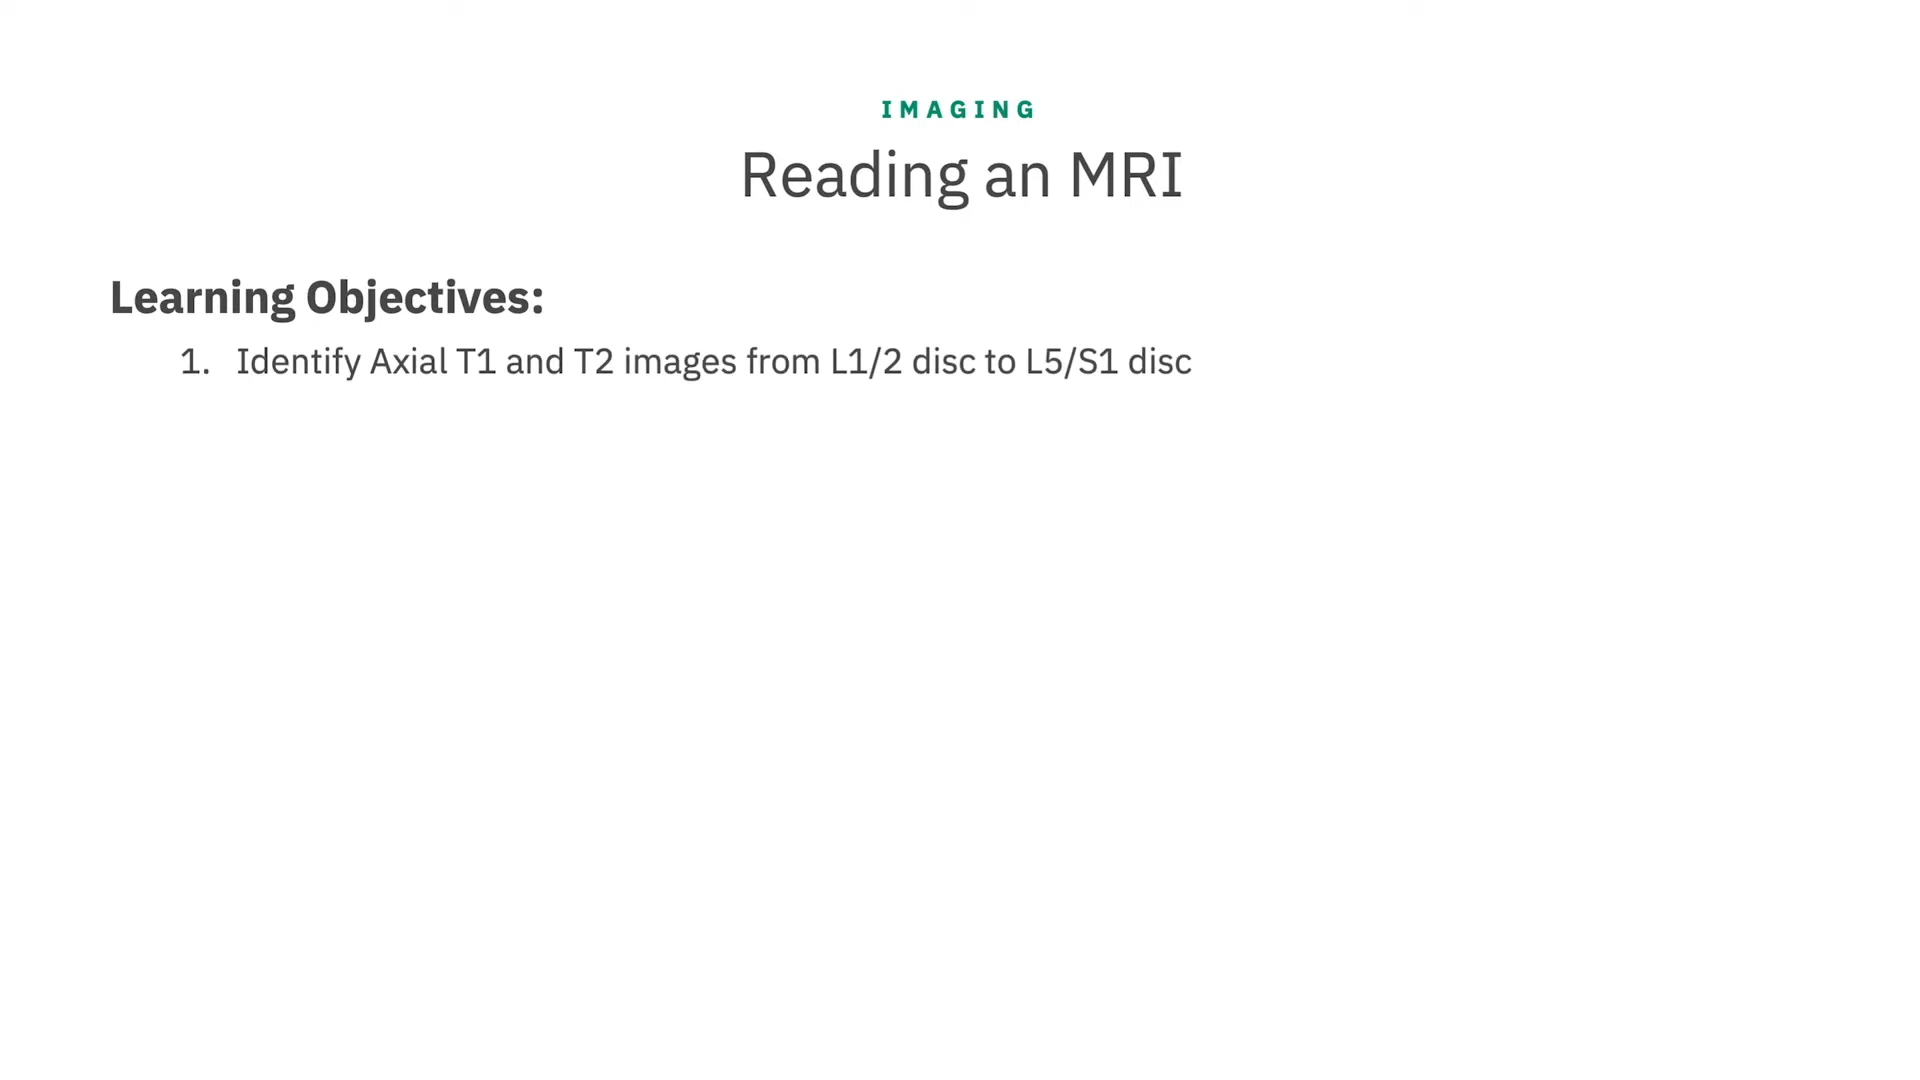 IMAGING
Reading an MRI
Learning Objectives:
1. Identify Axial T1 and T2 images from L1/2 disc to L5/S1 disc